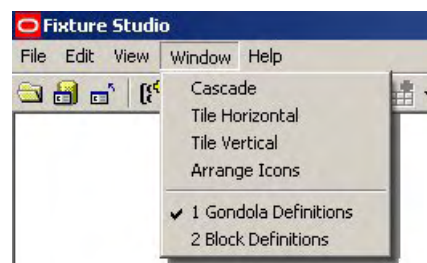 Fixture Studio
File Edit View Window Help
Cascade
Tile Horizontal
Tile Vertical
Arrange Icons
1 Gondola Definitions
2 Block Definitions